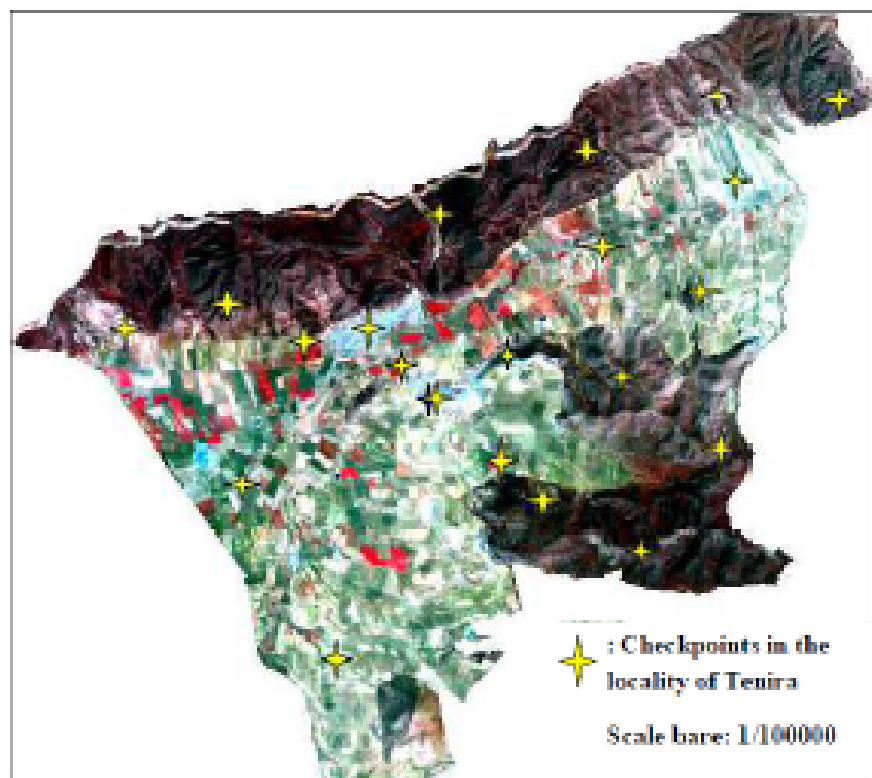 : Checkpoints in the
locality of Tenira
Scale bare: 1/100000